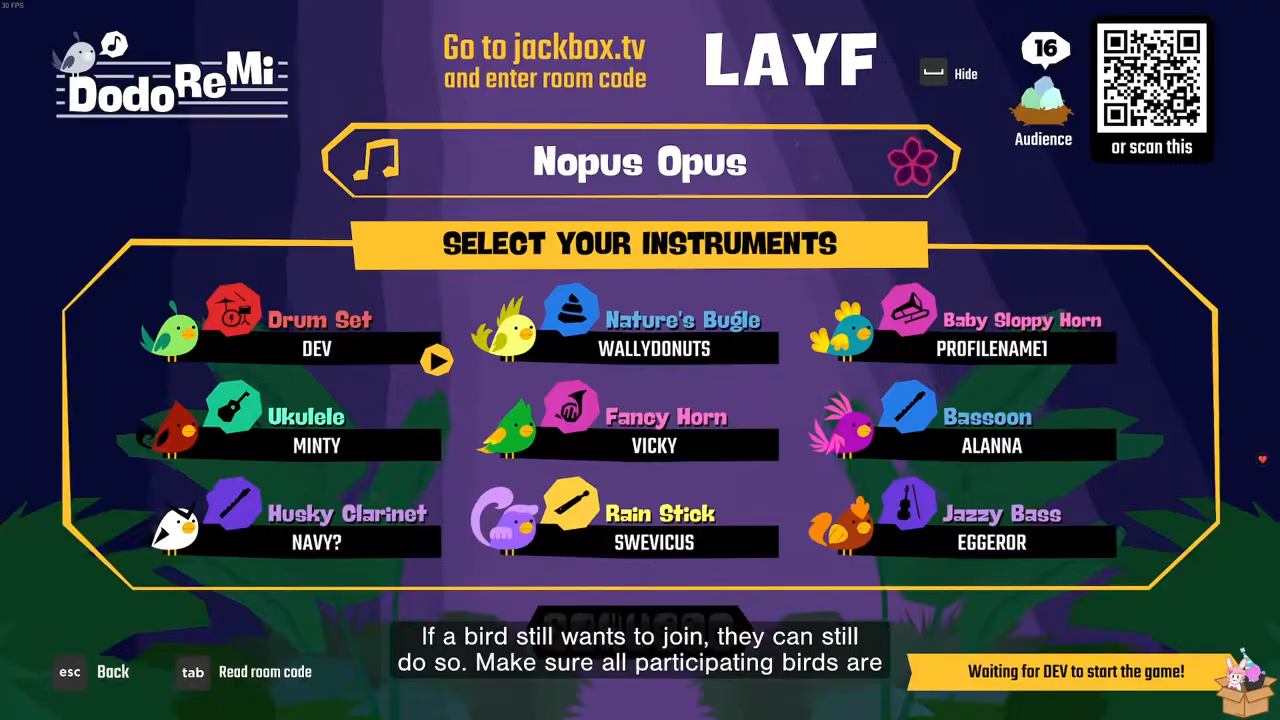 30 FPS
DodoReMi
Go to jackbox.tv
and enter room code
LAYF
Hide
16
Audience
or scan this
Nopus Opus
SELECT YOUR INSTRUMENTS
Drum Set
DEV
Nature's Bugle
WALLYDONUTS
Baby Sloppy Horn
PROFILENAME1
Ukulele
MINTY
Fancy Horn
VICKY
Bassoon
ALANNA
Husky Clarinet
NAVY?
Rain Stick
SWEVICUS
Jazzy Bass
EGGEROR
If a bird still wants to join, they can still
do so. Make sure all participating birds are
esc Back
tab Read room code
Waiting for DEV to start the game!